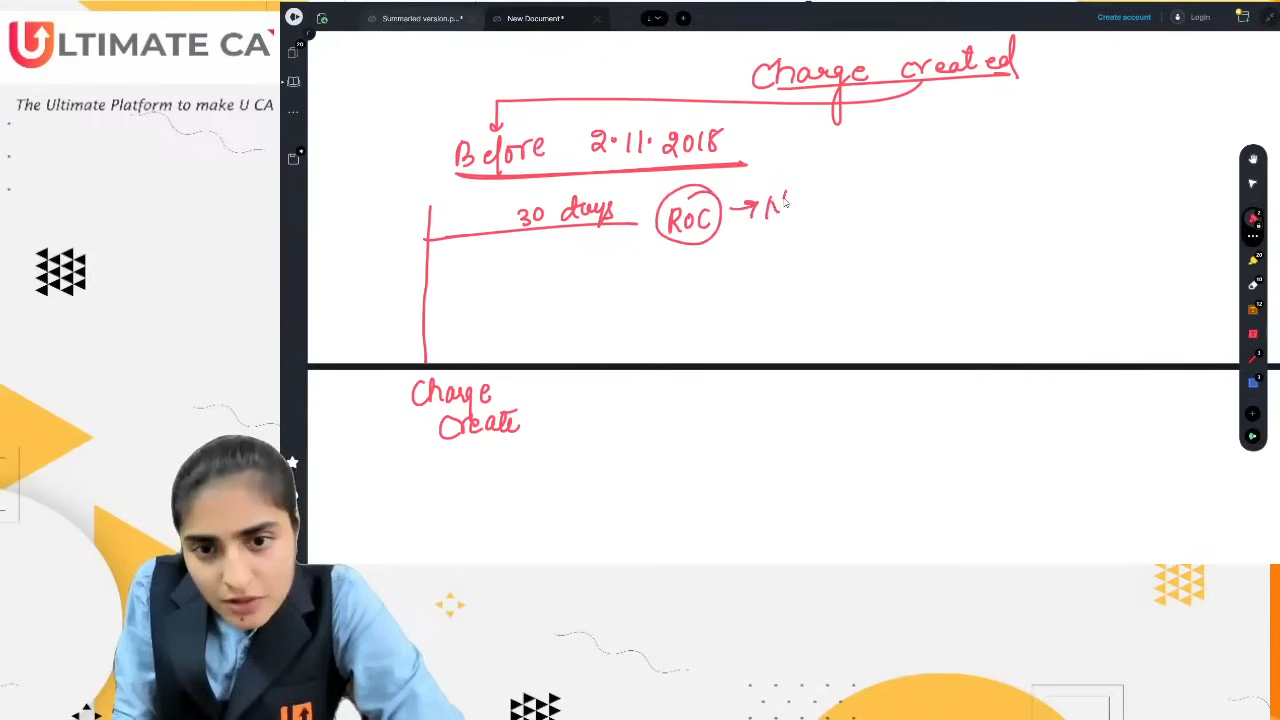 ULTIMATE CA
The Ultimate Platform to make U CA
Summaried version.p...*
New Document*
Create account
Login
Charge created
Before 2.11.2018
30 days ROC →
Charge
Create